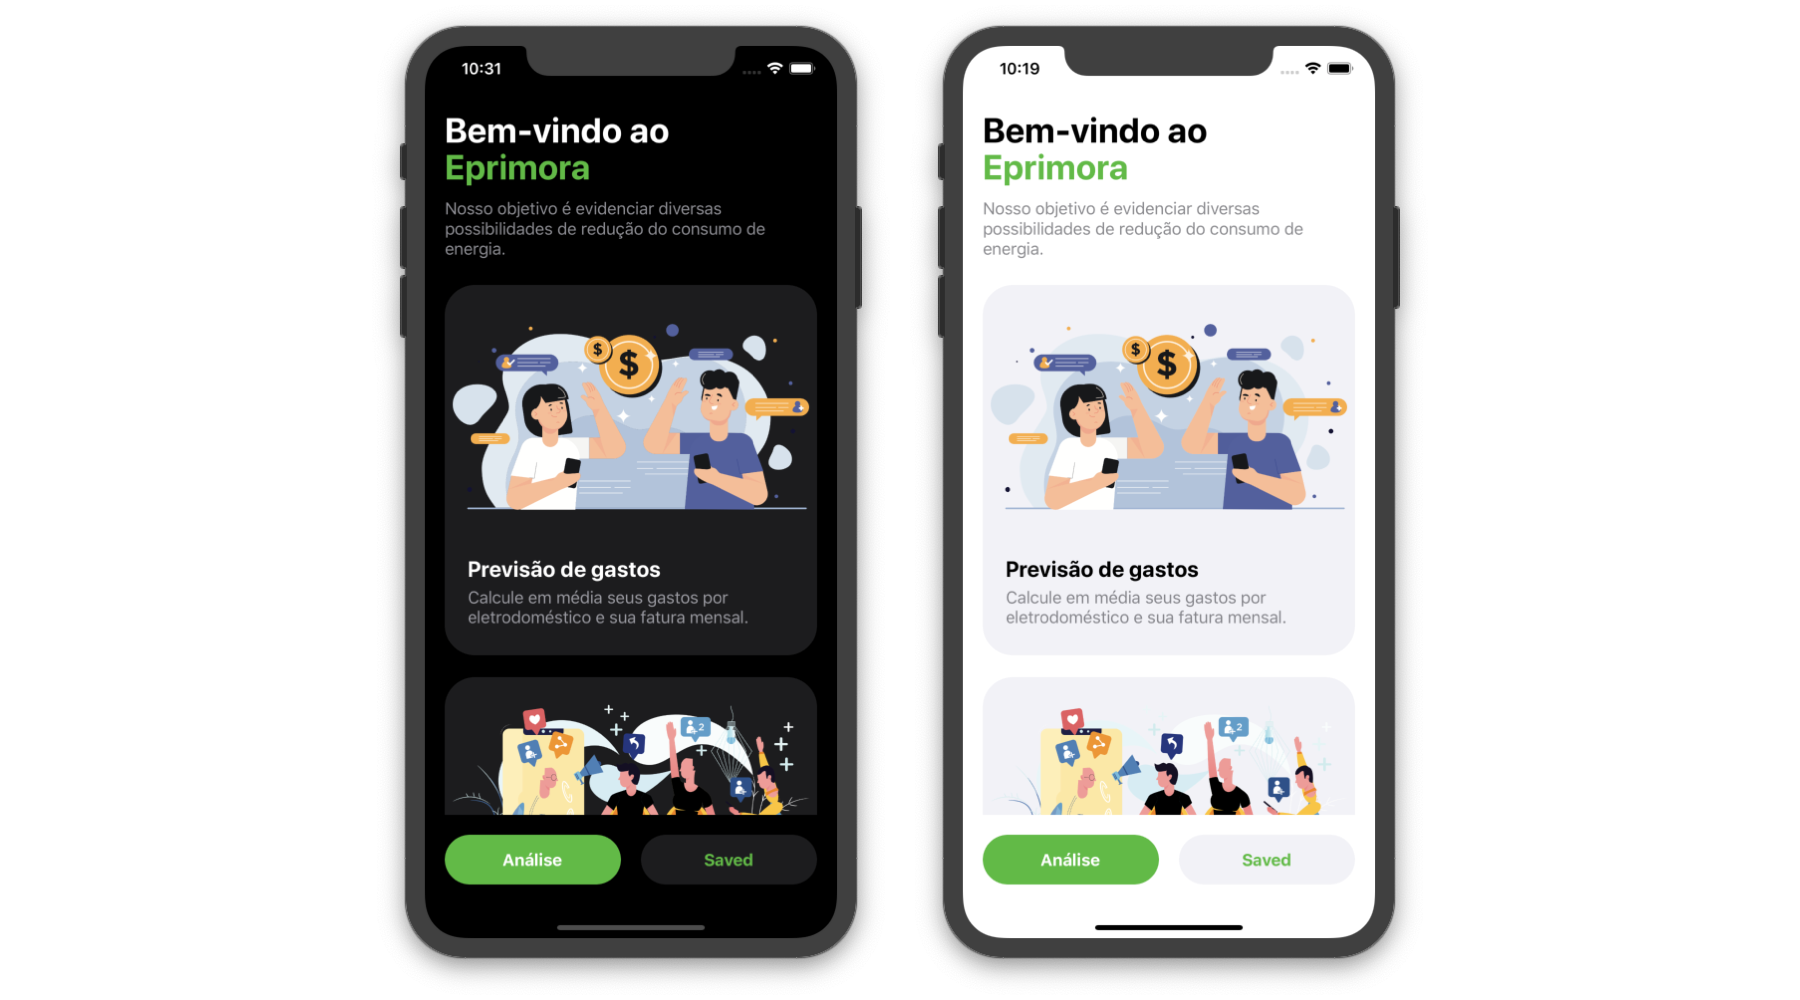 10:31
Bem-vindo ao
Eprimora
Nosso objetivo é evidenciar diversas
possibilidades de redução do consumo de
energia.
$ $
Previsão de gastos
Calcule em média seus gastos por
eletrodoméstico e sua fatura mensal.
2
Análise
Saved
10:19
Bem-vindo ao
Eprimora
Nosso objetivo é evidenciar diversas
possibilidades de redução do consumo de
energia.
$ $
Previsão de gastos
Calcule em média seus gastos por
eletrodoméstico e sua fatura mensal.
2
Análise
Saved